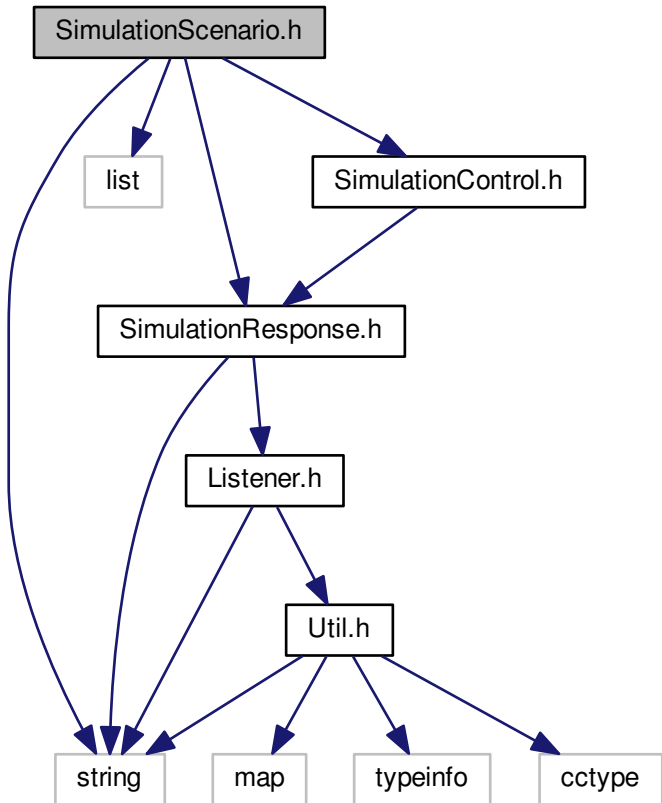 SimulationScenario.h
list
SimulationControl.h
SimulationResponse.h
Listener.h
Util.h
string
map
typeinfo
cctype